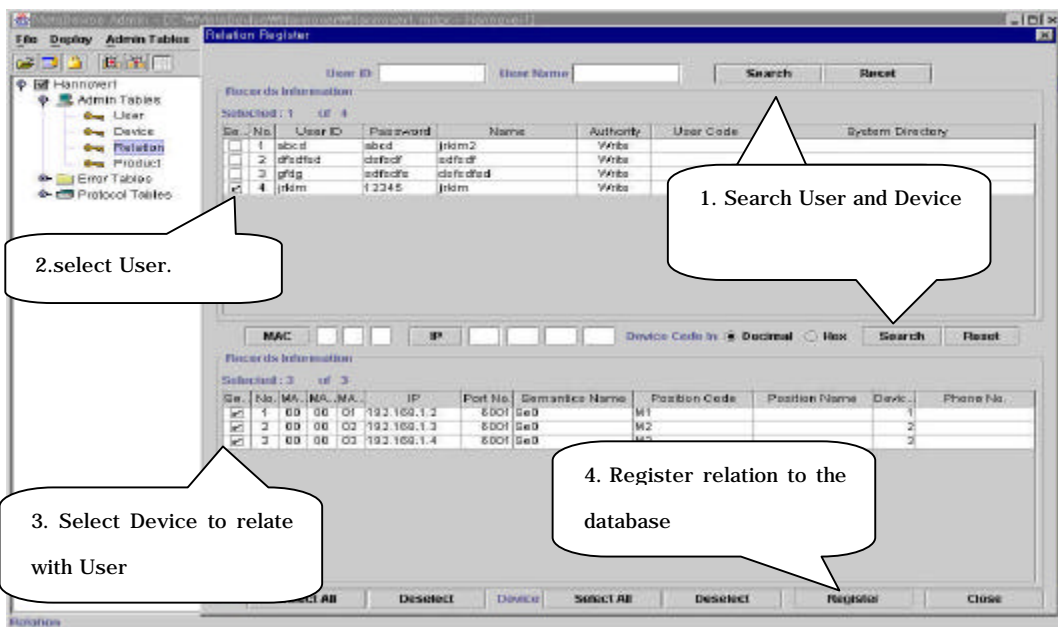 File Deploy Admin Tables
Relation Register
User ID User Name Search Reset
Hannover1
Admin Tables
User
Device
Relation
Product
Error Tables
Protocol Tables
Records Information
Selected : 1 of 4
Se.. No. User ID Password Name Authority User Code System Directory
1 abcd abcd jrkim2 Write
2 Write
3 gfdg Write
4 jrkim 12345 jrkim Write
1. Search User and Device
2.select User.
MAC IP Device Code In Decimal Hex Search Reset
Records Information
Selected : 3 of 3
Se.. No. MA.. MA.. MA.. IP Port No. Semantics Name Position Code Position Name Devic.. Phone No.
1 00 00 01 192.168.1.2 6001 Se0 M1 1
2 00 00 02 192.168.1.3 6001 Se0 M2 2
3 00 00 03 192.168.1.4 6001 Se0 3
3. Select Device to relate
with User
4. Register relation to the
database
All Deselect Device Select All Deselect Register Close
Relation